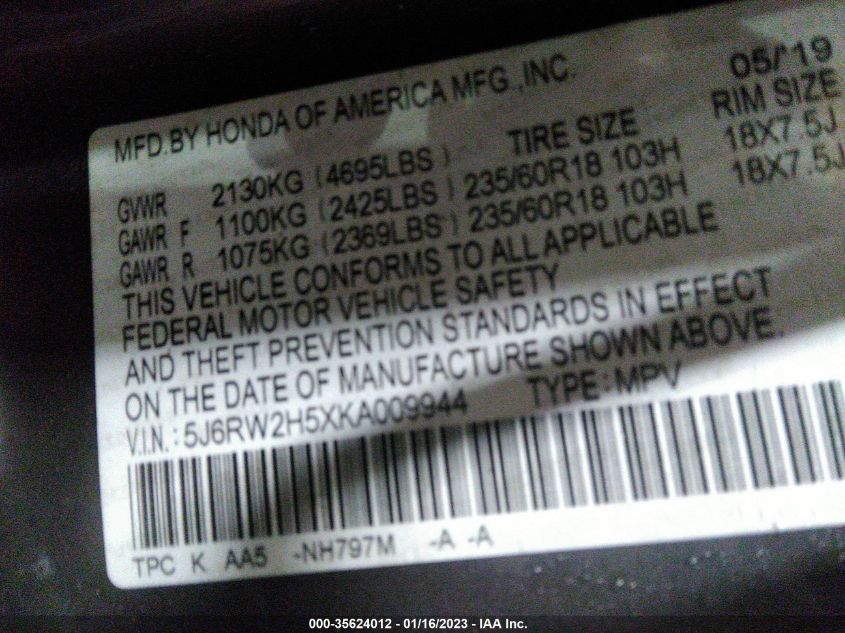 MFD.BY HONDA OF AMERICA MFG.,INC. 05/'19
TIRE SIZE RIM SIZE
GVWR 2130KG (4695LBS)
GAWR F 1100KG (2425LBS) 235/60R18 103H 18X7.5J
GAWR R 1075KG (2369LBS) 235/60R18 103H 18X7.5J
THIS VEHICLE CONFORMS TO ALL APPLICABLE
FEDERAL MOTOR VEHICLE SAFETY
AND THEFT PREVENTION STANDARDS IN EFFECT
ON THE DATE OF MANUFACTURE SHOWN ABOVE.
V.I.N.: 5J6RW2H5XKA009944 TYPE:MPV
TPC K AA5 -NH797M -A -A
000-35624012 - 01/16/2023 - IAA Inc.